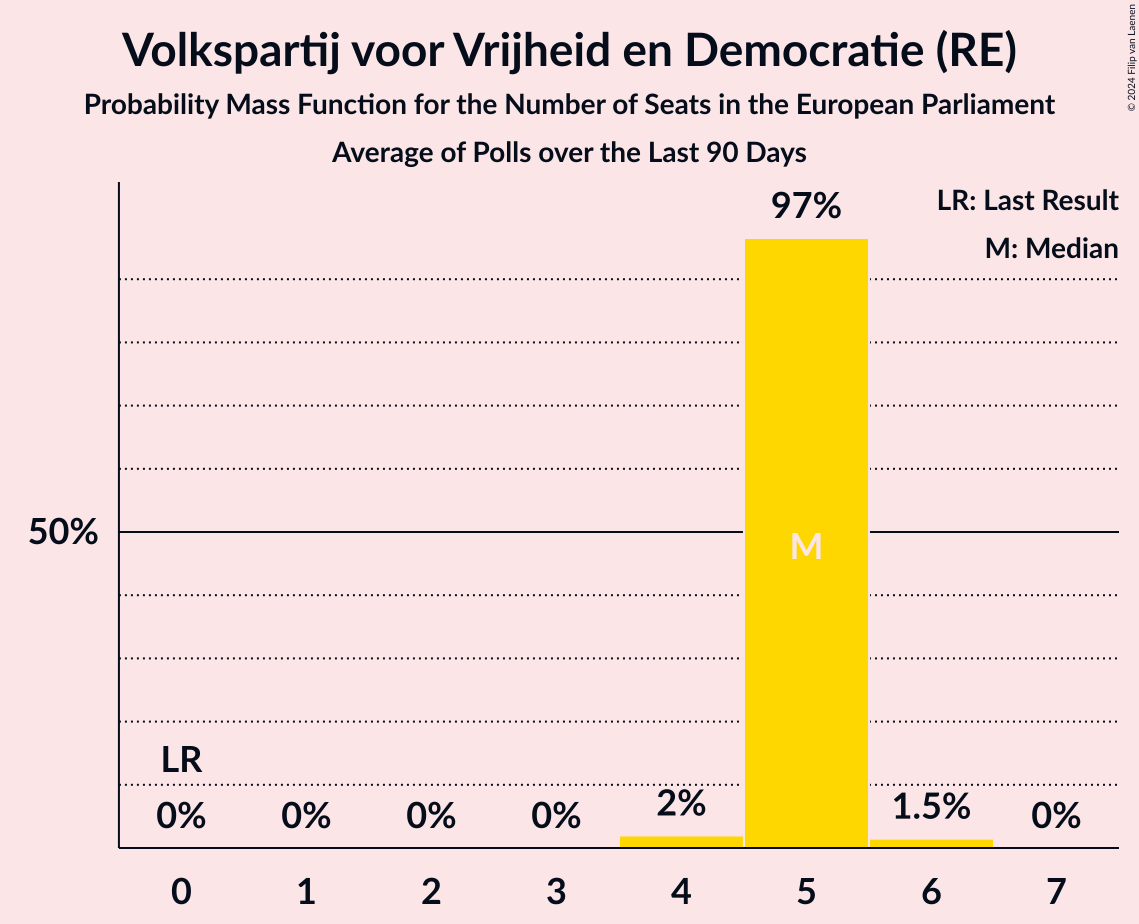 Volkspartij voor Vrijheid en Democratie (RE)
Probability Mass Function for the Number of Seats in the European Parliament
Average of Polls over the Last 90 Days
© 2024 Filip van Laenen
LR: Last Result
M: Median
97%
50%
M
LR
0% 0% 0% 0% 2% 1.5% 0%
0 1 2 3 4 5 6 7